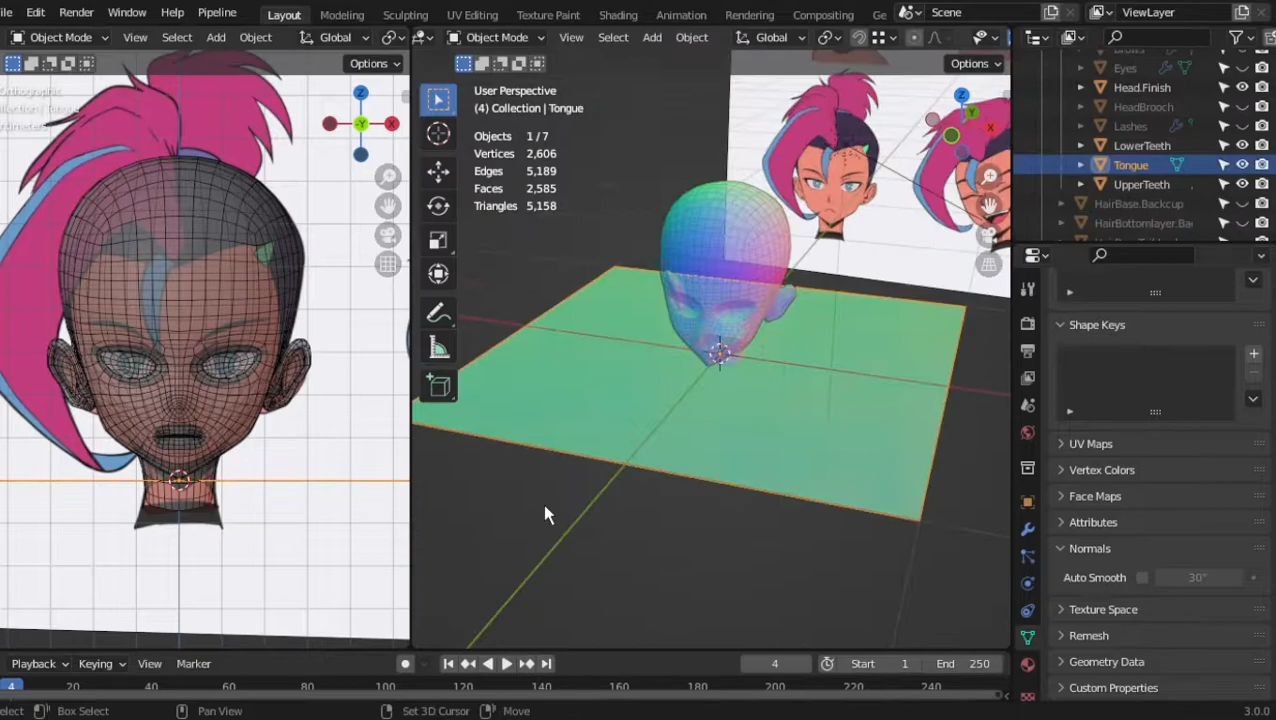 Edit Render Window Help Pipeline Layout Modeling Sculpting UV Editing Texture Paint Shading Animation Rendering Compositing Ge Scene ViewLayer
Object Mode View Select Add Object Global
Object Mode View Select Add Object Global
Options
Options
User Perspective
(4) Collection | Tongue
Objects 1 / 7
Vertices 2,606
Edges 5,189
Faces 2,585
Triangles 5,158
Z
X
-Y
Z
Y
X
Eyes
Head.Finish
HeadBrooch
Lashes
LowerTeeth
Tongue
UpperTeeth
HairBase.Backcup
HairBottomlayer.Ba
Shape Keys
UV Maps
Vertex Colors
Face Maps
Attributes
Normals
Auto Smooth 30°
Texture Space
Remesh
Geometry Data
Custom Properties
Playback Keying View Marker 4 Start 1 End 250
4 20 40 60 80 100 120 140 160 180 200 220 240
elect Box Select Pan View Set 3D Cursor Move 3.0.0